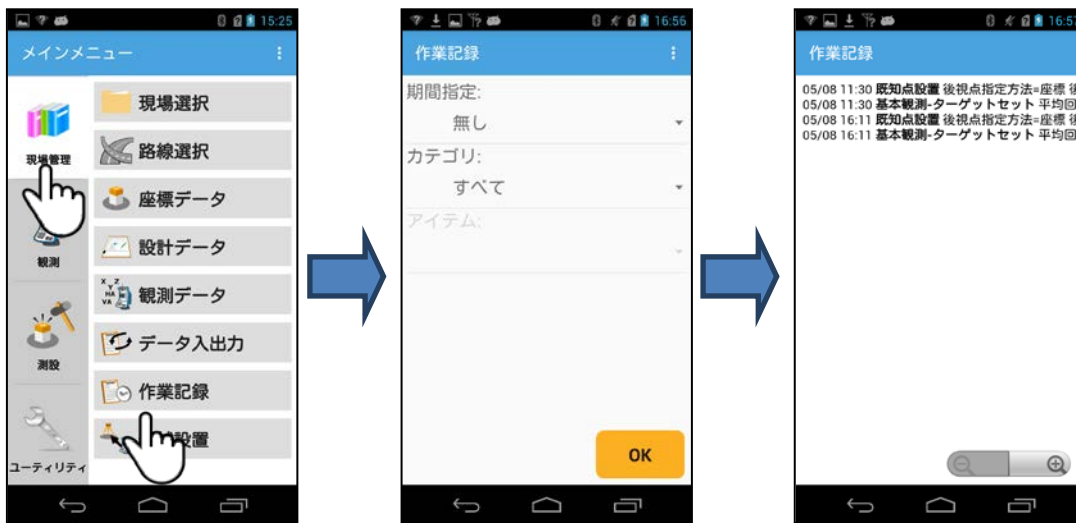 15:25
メインメニュー
現場管理
観測
測設
ユーティリティ
現場選択
路線選択
座標データ
設計データ
観測データ
データ入出力
作業記録
設置
16:56
作業記録
期間指定:
無し
カテゴリ:
すべて
アイテム:
OK
16:57
作業記録
05/08 11:30 既知点設置 後視点指定方法=座標 後
05/08 11:30 基本観測-ターゲットセット 平均回
05/08 16:11 既知点設置 後視点指定方法=座標 後
05/08 16:11 基本観測-ターゲットセット 平均回